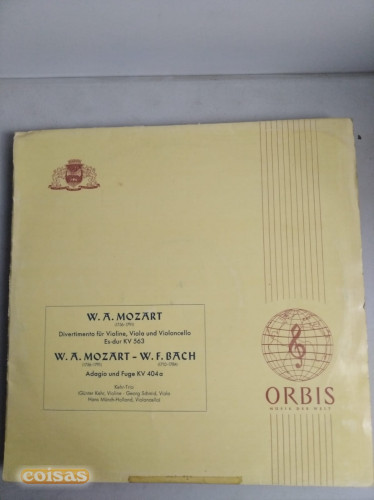 W. A. MOZART
(1756-1791)
Divertimento für Violine, Viola und Violoncello
Es-dur KV 563
W. A. MOZART - W. F. BACH
(1756-1791) (1710-1784)
Adagio und Fuge KV 404a
Kehr-Trio
(Günter Kehr, Violine - Georg Schmid, Viola
Hans Münch-Holland, Violoncello)
ORBIS
MUSIK DER WELT
coisas